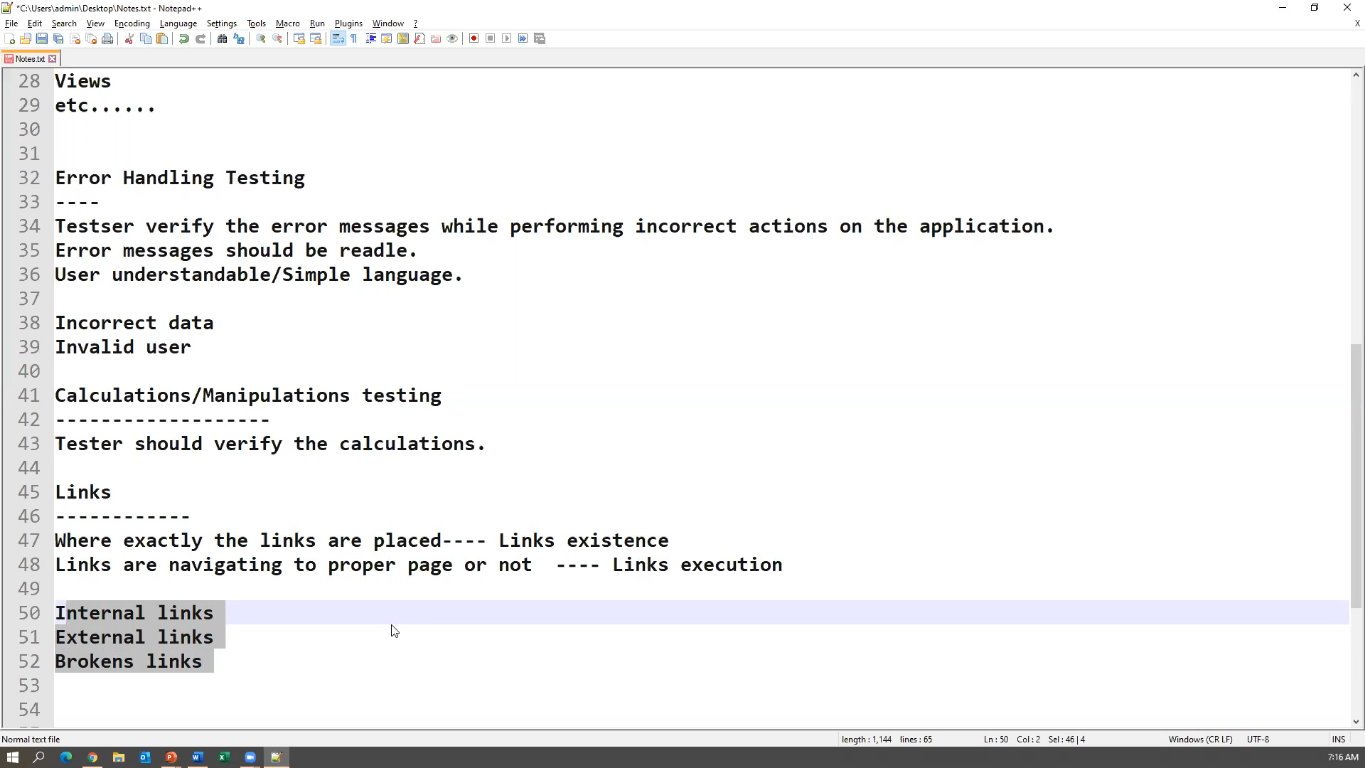 *C:\Users\admin\Desktop\Notes.txt - Notepad++
File Edit Search View Encoding Language Settings Tools Macro Run Plugins Window ?
X
Notes.txt
28 Views
29 etc......
30
31
32 Error Handling Testing
33 ----
34 Testser verify the error messages while performing incorrect actions on the application.
35 Error messages should be readle.
36 User understandable/Simple language.
37
38 Incorrect data
39 Invalid user
40
41 Calculations/Manipulations testing
42 -------------------
43 Tester should verify the calculations.
44
45 Links
46 ------------
47 Where exactly the links are placed---- Links existence
48 Links are navigating to proper page or not  ---- Links execution
49
50 Internal links
51 External links
52 Brokens links
53
54
Normal text file length : 1,144 lines : 65 Ln : 50 Col : 2 Sel : 46 | 4 Windows (CR LF) UTF-8 INS
7:16 AM